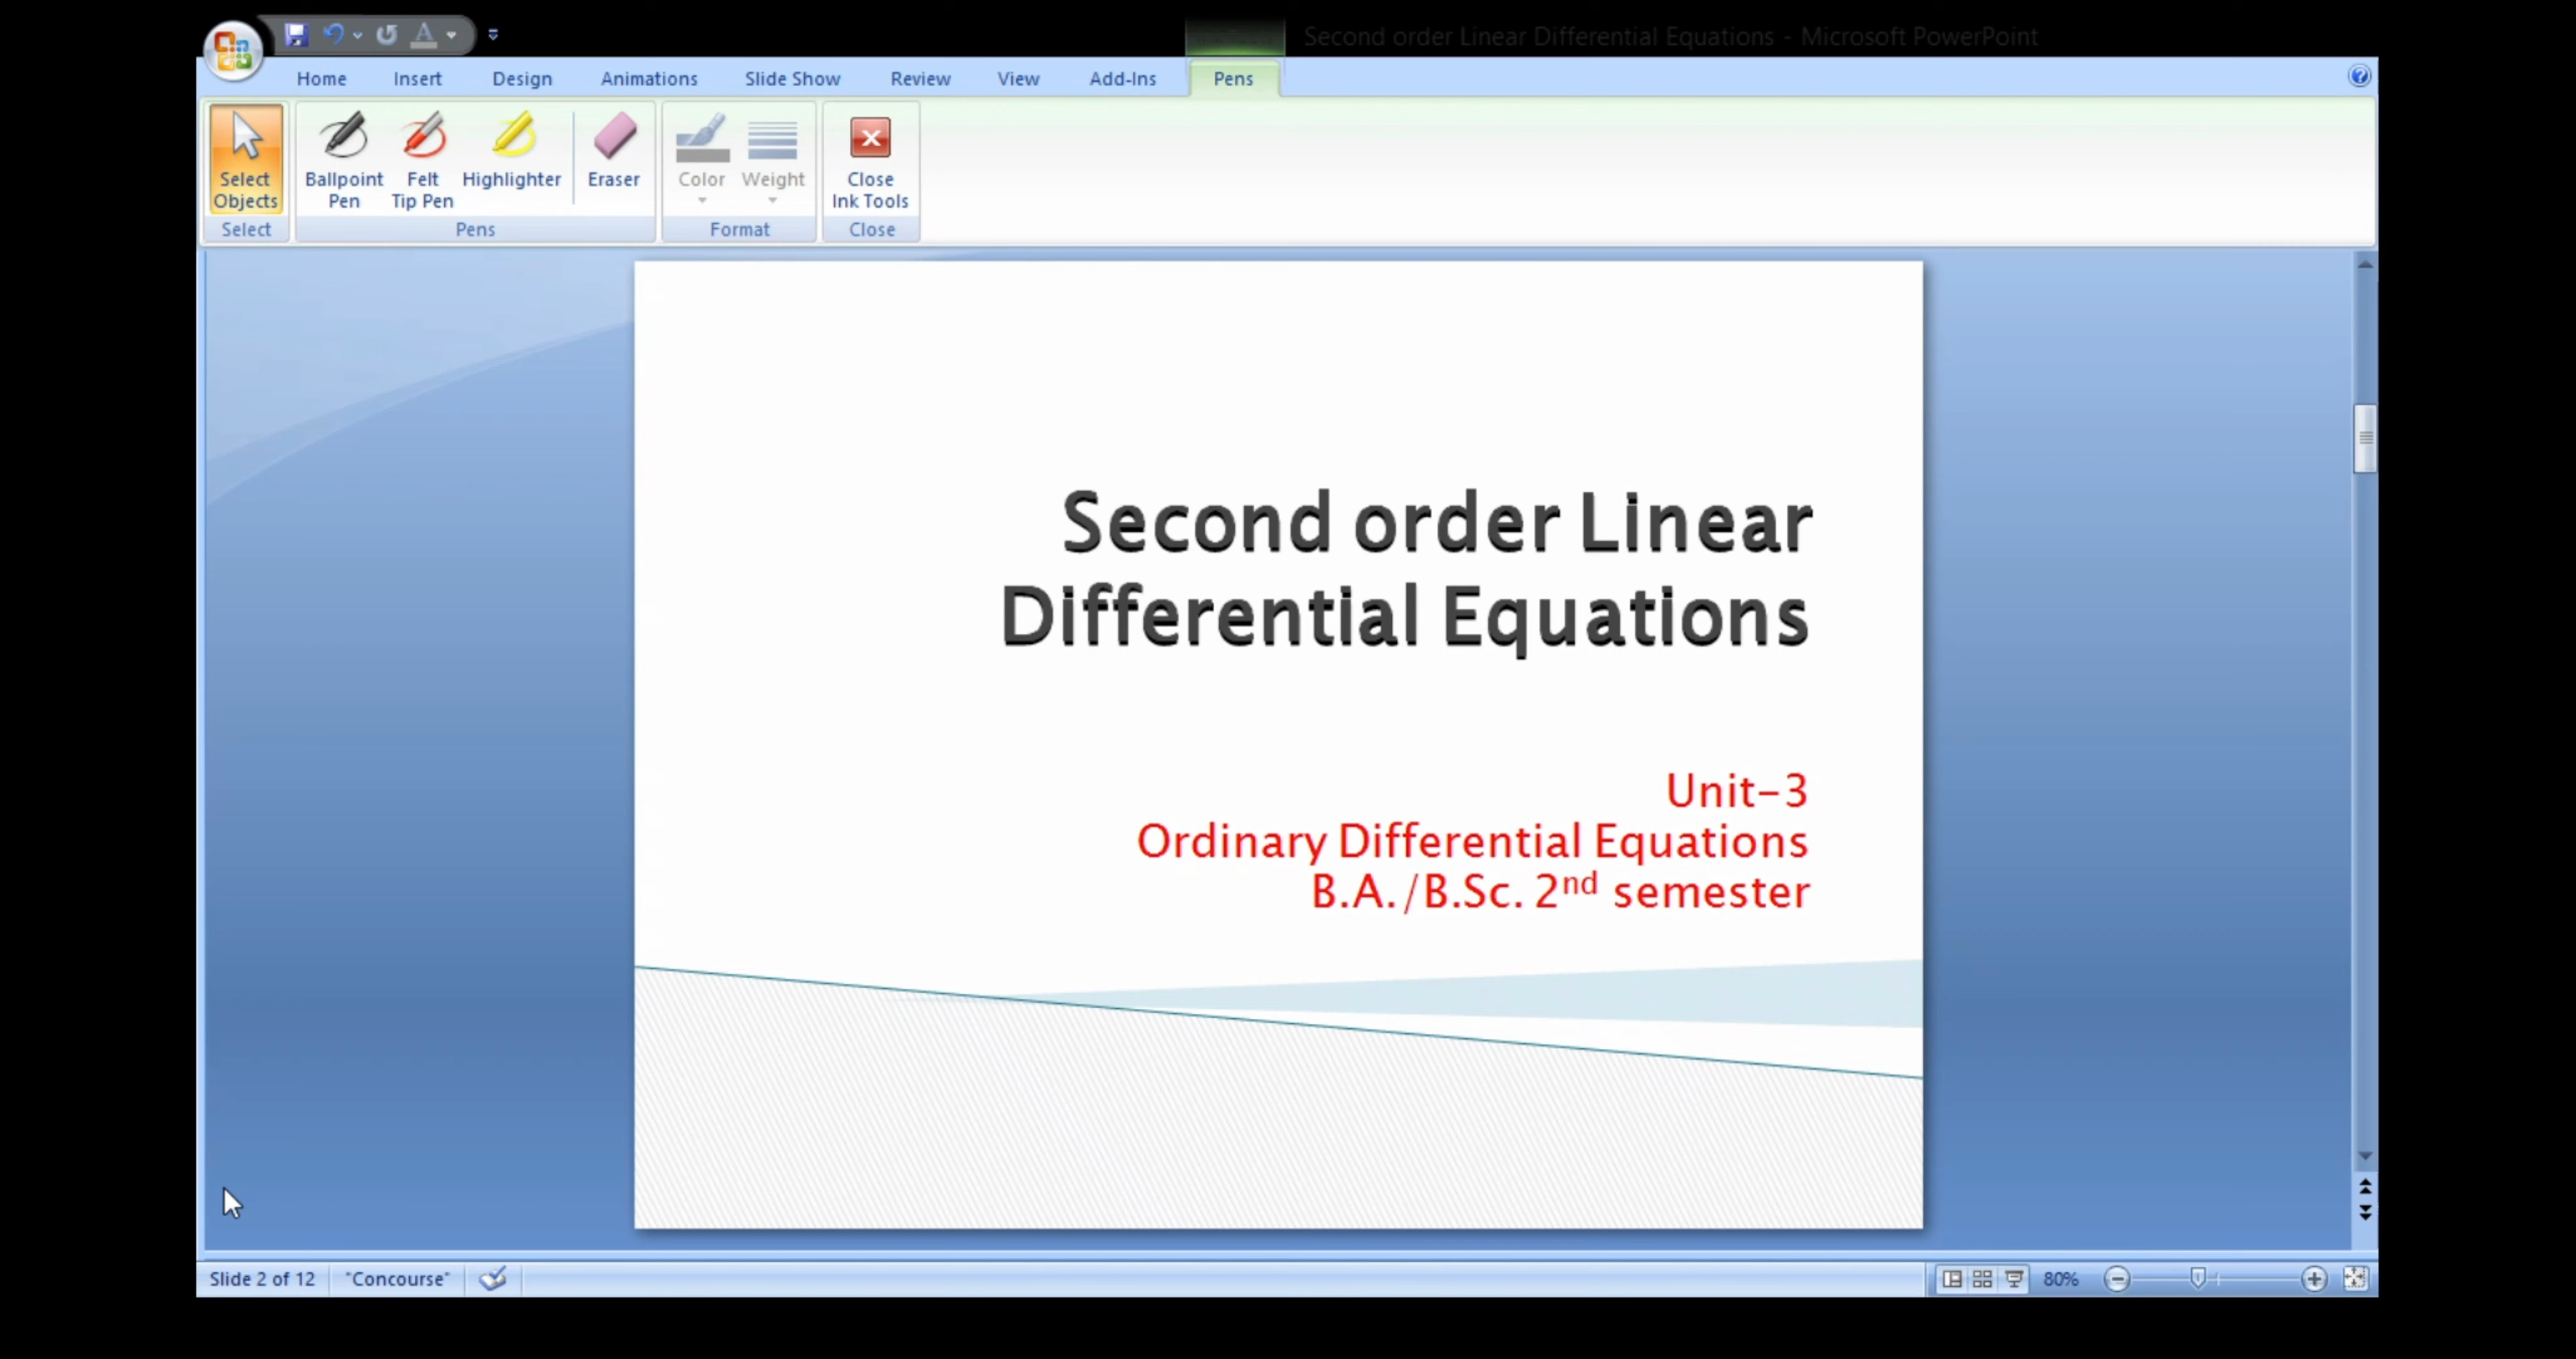 Second order Linear Differential Equations - Microsoft PowerPoint
Home Insert Design Animations Slide Show Review View Add-Ins Pens
Select Objects
Ballpoint Pen
Felt Tip Pen
Highlighter
Eraser
Color
Weight
Close Ink Tools
Select Pens Format Close
Second order Linear
Differential Equations
Unit-3
Ordinary Differential Equations
B.A./B.Sc. 2nd semester
Slide 2 of 12 "Concourse" 80%